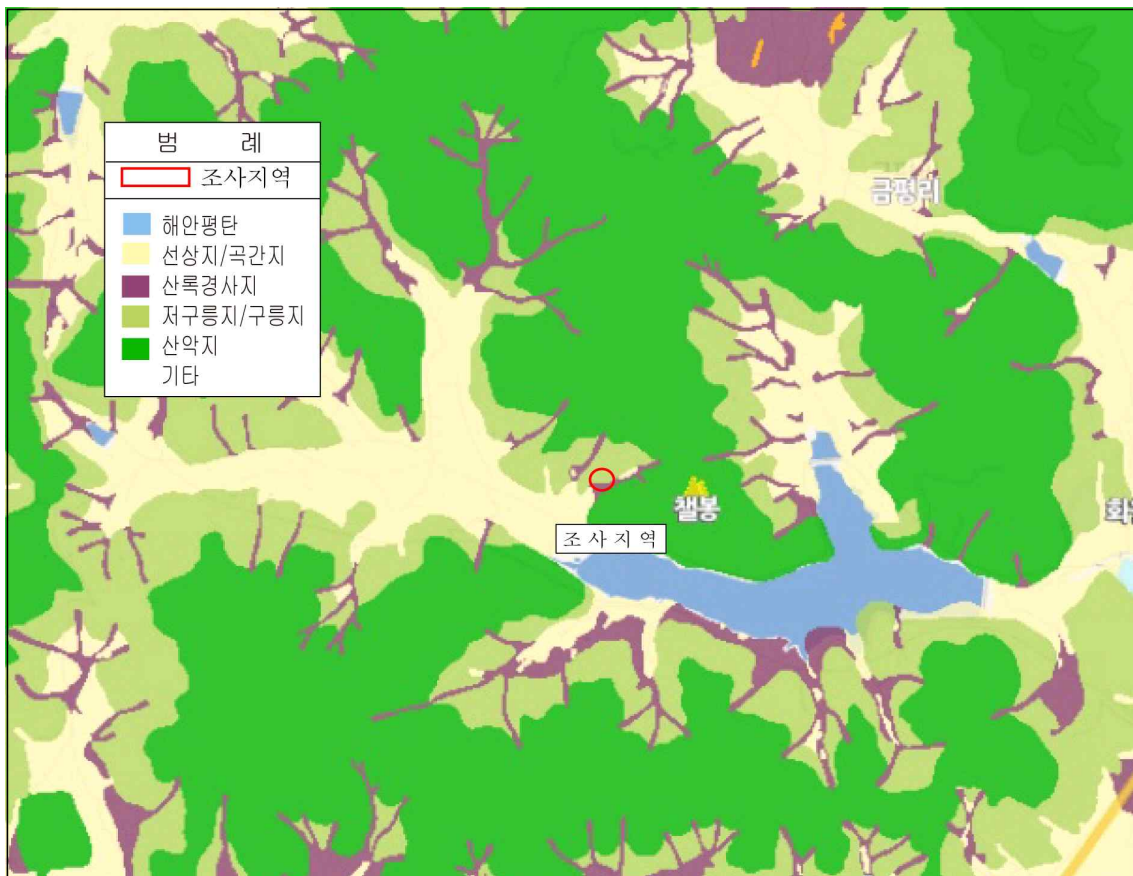 범 례
조사지역
해안평탄
선상지/곡간지
산록경사지
저구릉지/구릉지
산악지
기타
금평리
챌봉
화
조 사 지 역